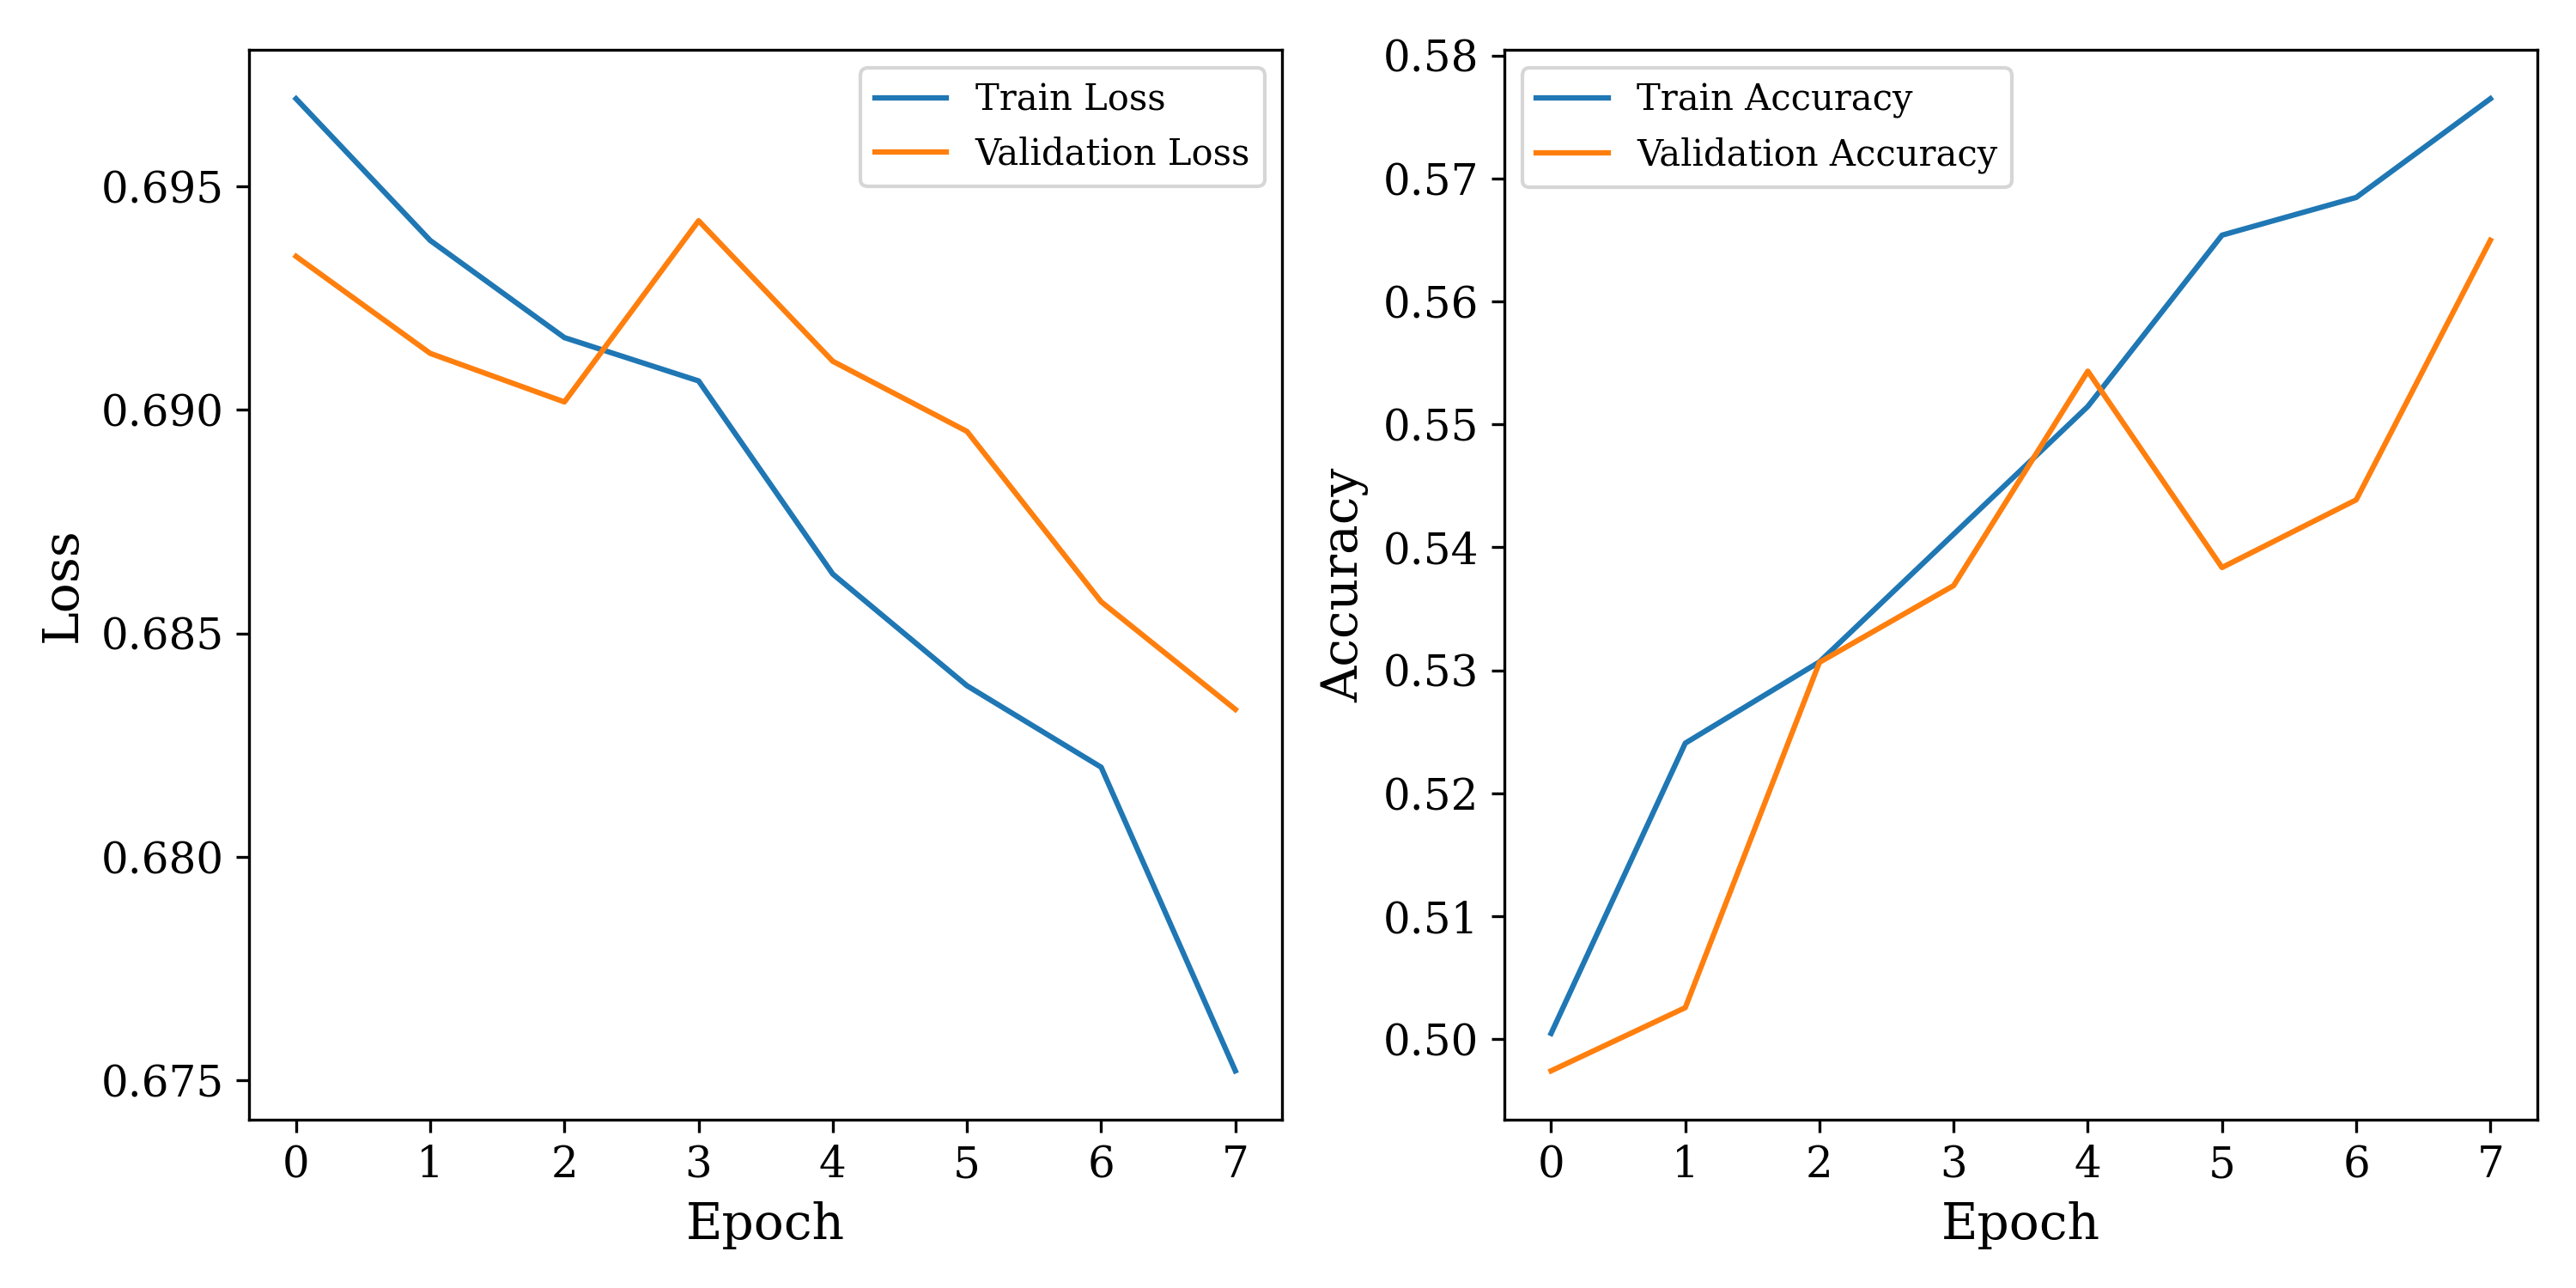 Train Loss
Validation Loss
0.695
0.690
0.685
0.680
0.675
Loss
0 1 2 3 4 5 6 7
Epoch
Train Accuracy
Validation Accuracy
0.58
0.57
0.56
0.55
0.54
0.53
0.52
0.51
0.50
Accuracy
0 1 2 3 4 5 6 7
Epoch